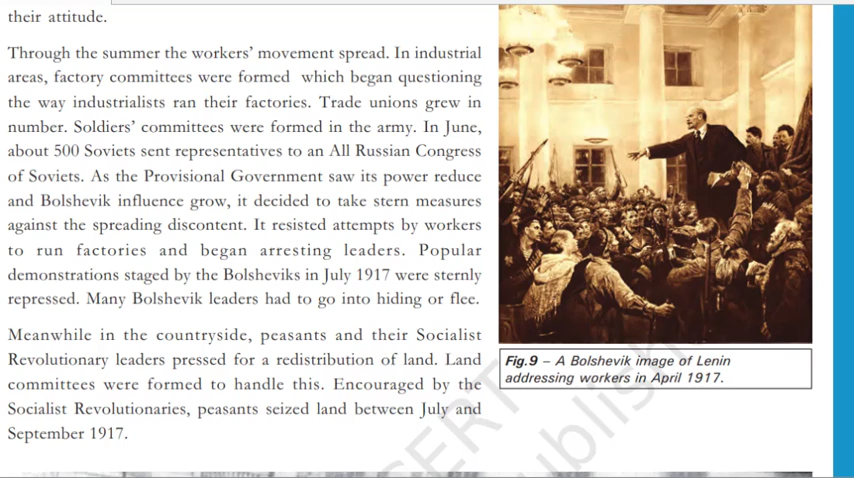 their attitude.
Through the summer the workers' movement spread. In industrial
areas, factory committees were formed which began questioning
the way industrialists ran their factories. Trade unions grew in
number. Soldiers' committees were formed in the army. In June,
about 500 Soviets sent representatives to an All Russian Congress
of Soviets. As the Provisional Government saw its power reduce
and Bolshevik influence grow, it decided to take stern measures
against the spreading discontent. It resisted attempts by workers
to run factories and began arresting leaders. Popular
demonstrations staged by the Bolsheviks in July 1917 were sternly
repressed. Many Bolshevik leaders had to go into hiding or flee.
Meanwhile in the countryside, peasants and their Socialist
Revolutionary leaders pressed for a redistribution of land. Land
committees were formed to handle this. Encouraged by the
Socialist Revolutionaries, peasants seized land between July and
September 1917.
Fig.9 – A Bolshevik image of Lenin
addressing workers in April 1917.